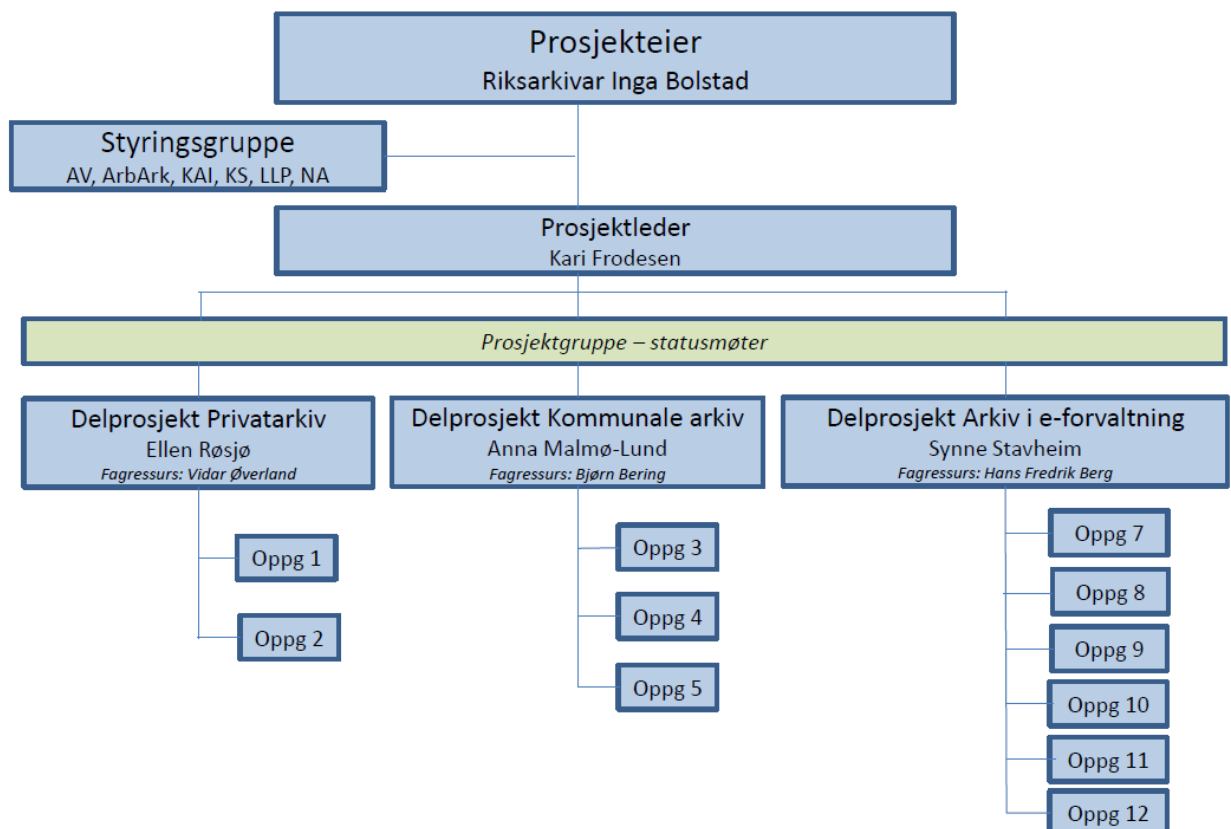 Prosjekteier
Riksarkivar Inga Bolstad
Styringsgruppe
AV, ArbArk, KAI, KS, LLP, NA
Prosjektleder
Kari Frodesen
Prosjektgruppe – statusmøter
Delprosjekt Privatarkiv
Ellen Røsjø
Fagressurs: Vidar Øverland
Oppg 1
Oppg 2
Delprosjekt Kommunale arkiv
Anna Malmø-Lund
Fagressurs: Bjørn Bering
Oppg 3
Oppg 4
Oppg 5
Delprosjekt Arkiv i e-forvaltning
Synne Stavheim
Fagressurs: Hans Fredrik Berg
Oppg 7
Oppg 8
Oppg 9
Oppg 10
Oppg 11
Oppg 12